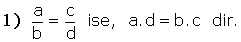 1) a/b = c/d ise, a.d = b.c dir.